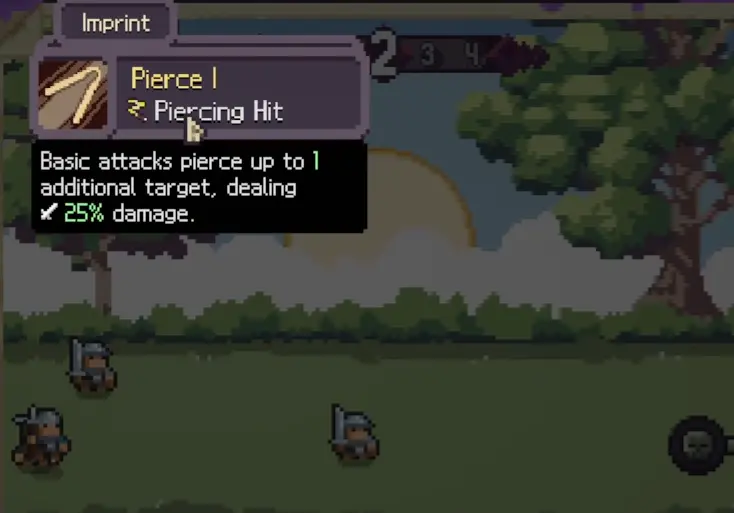 Imprint
Pierce I
Piercing Hit
2 3 4
Basic attacks pierce up to 1
additional target, dealing
25% damage.